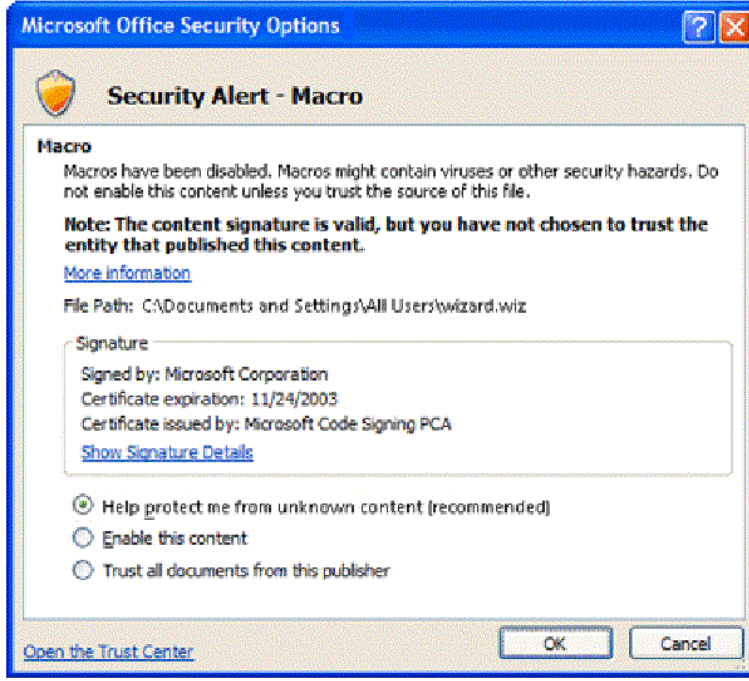 Microsoft Office Security Options
Security Alert - Macro
Macro
Macros have been disabled. Macros might contain viruses or other security hazards. Do
not enable this content unless you trust the source of this file.
Note: The content signature is valid, but you have not chosen to trust the
entity that published this content.
More information
File Path: C:\Documents and Settings\All Users\wizard.wiz
Signature
Signed by: Microsoft Corporation
Certificate expiration: 11/24/2003
Certificate issued by: Microsoft Code Signing PCA
Show Signature Details
Help protect me from unknown content (recommended)
Enable this content
Trust all documents from this publisher
Open the Trust Center
OK
Cancel